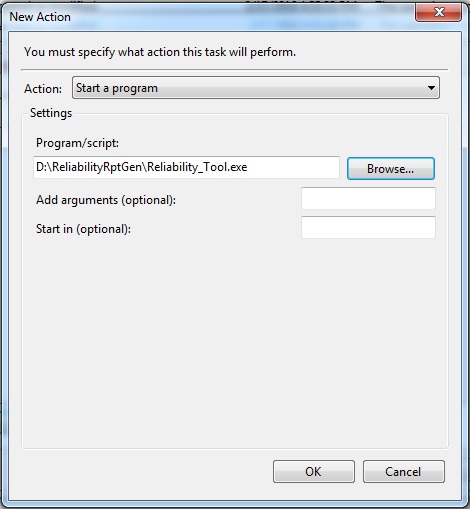 New Action
You must specify what action this task will perform.
Action: Start a program
Settings
Program/script:
D:\ReliabilityRptGen\Reliability_Tool.exe Browse...
Add arguments (optional):
Start in (optional):
OK Cancel